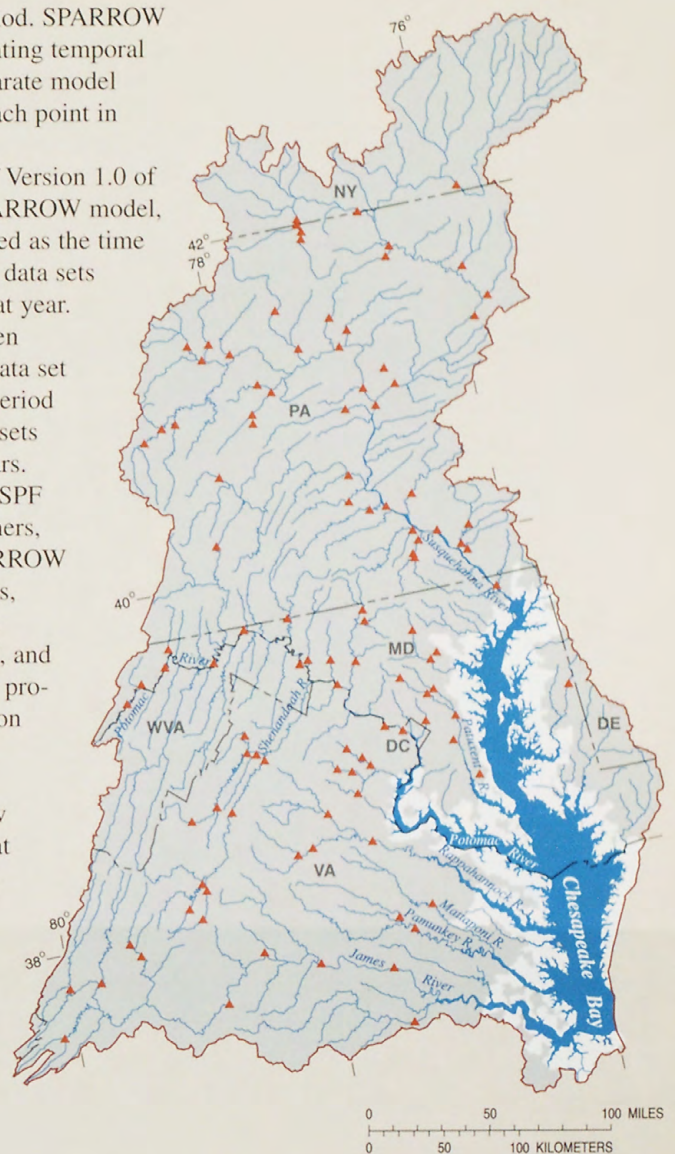 od. SPARROW
ting temporal
arate model
ach point in
Version 1.0 of
ARROW model,
ed as the time
data sets
at year.
en
ata set
eriod
sets
rs.
SPF
ners,
RROW
s,
, and
pro-
on
nt
76°
NY
42°
78°
PA
Susquehanna River
40°
MD
River
Potomac
WVA
Shenandoah R.
DC
DE
Patuxent R.
Potomac River
Rappahannock R.
VA
Mattaponi R.
Pamunkey R.
James River
Chesapeake Bay
80°
38°
0 50 100 MILES
0 50 100 KILOMETERS